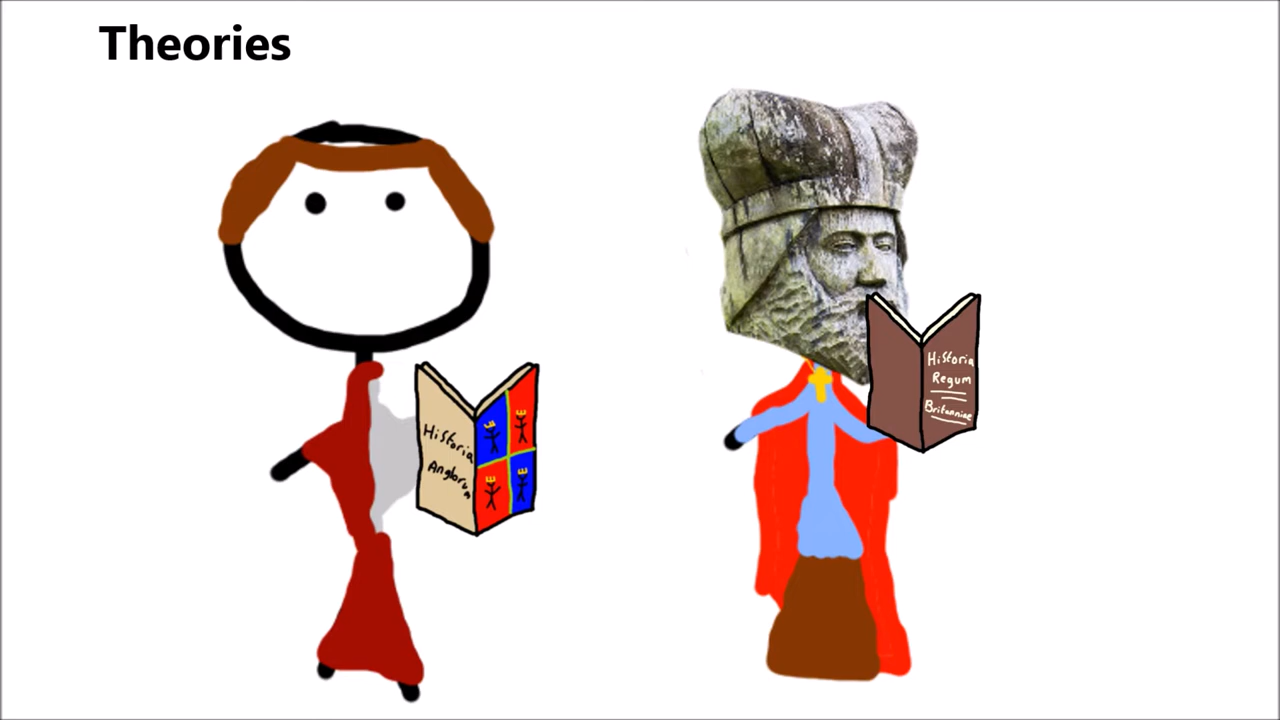 Theories
Historia
Anglorum
Historia
Regum
Britanniae